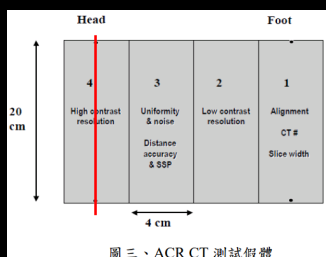 Head Foot
20 cm
4 3 2 1
High contrast resolution
Uniformity & noise
Distance accuracy & SSP
Low contrast resolution
Alignment
CT #
Slice width
4 cm
圖三、ACR CT 測試假體